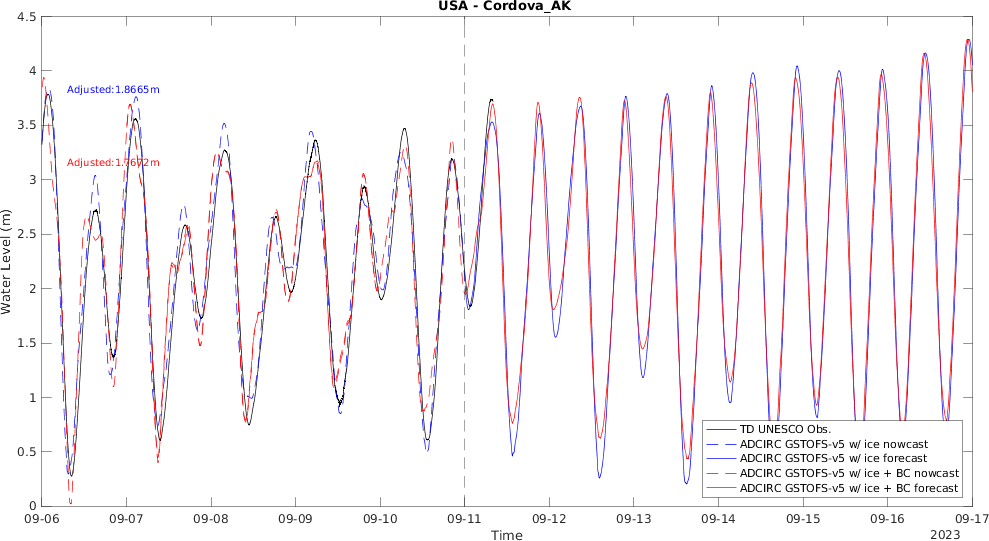 USA - Cordova_AK
4.5
4
3.5
3
2.5
2
1.5
1
0.5
0
Water Level (m)
Adjusted:1.8665m
Adjusted:1.7672m
TD UNESCO Obs.
ADCIRC GSTOFS-v5 w/ ice nowcast
ADCIRC GSTOFS-v5 w/ ice forecast
ADCIRC GSTOFS-v5 w/ ice + BC nowcast
ADCIRC GSTOFS-v5 w/ ice + BC forecast
09-06 09-07 09-08 09-09 09-10 09-11 09-12 09-13 09-14 09-15 09-16 09-17
Time
2023